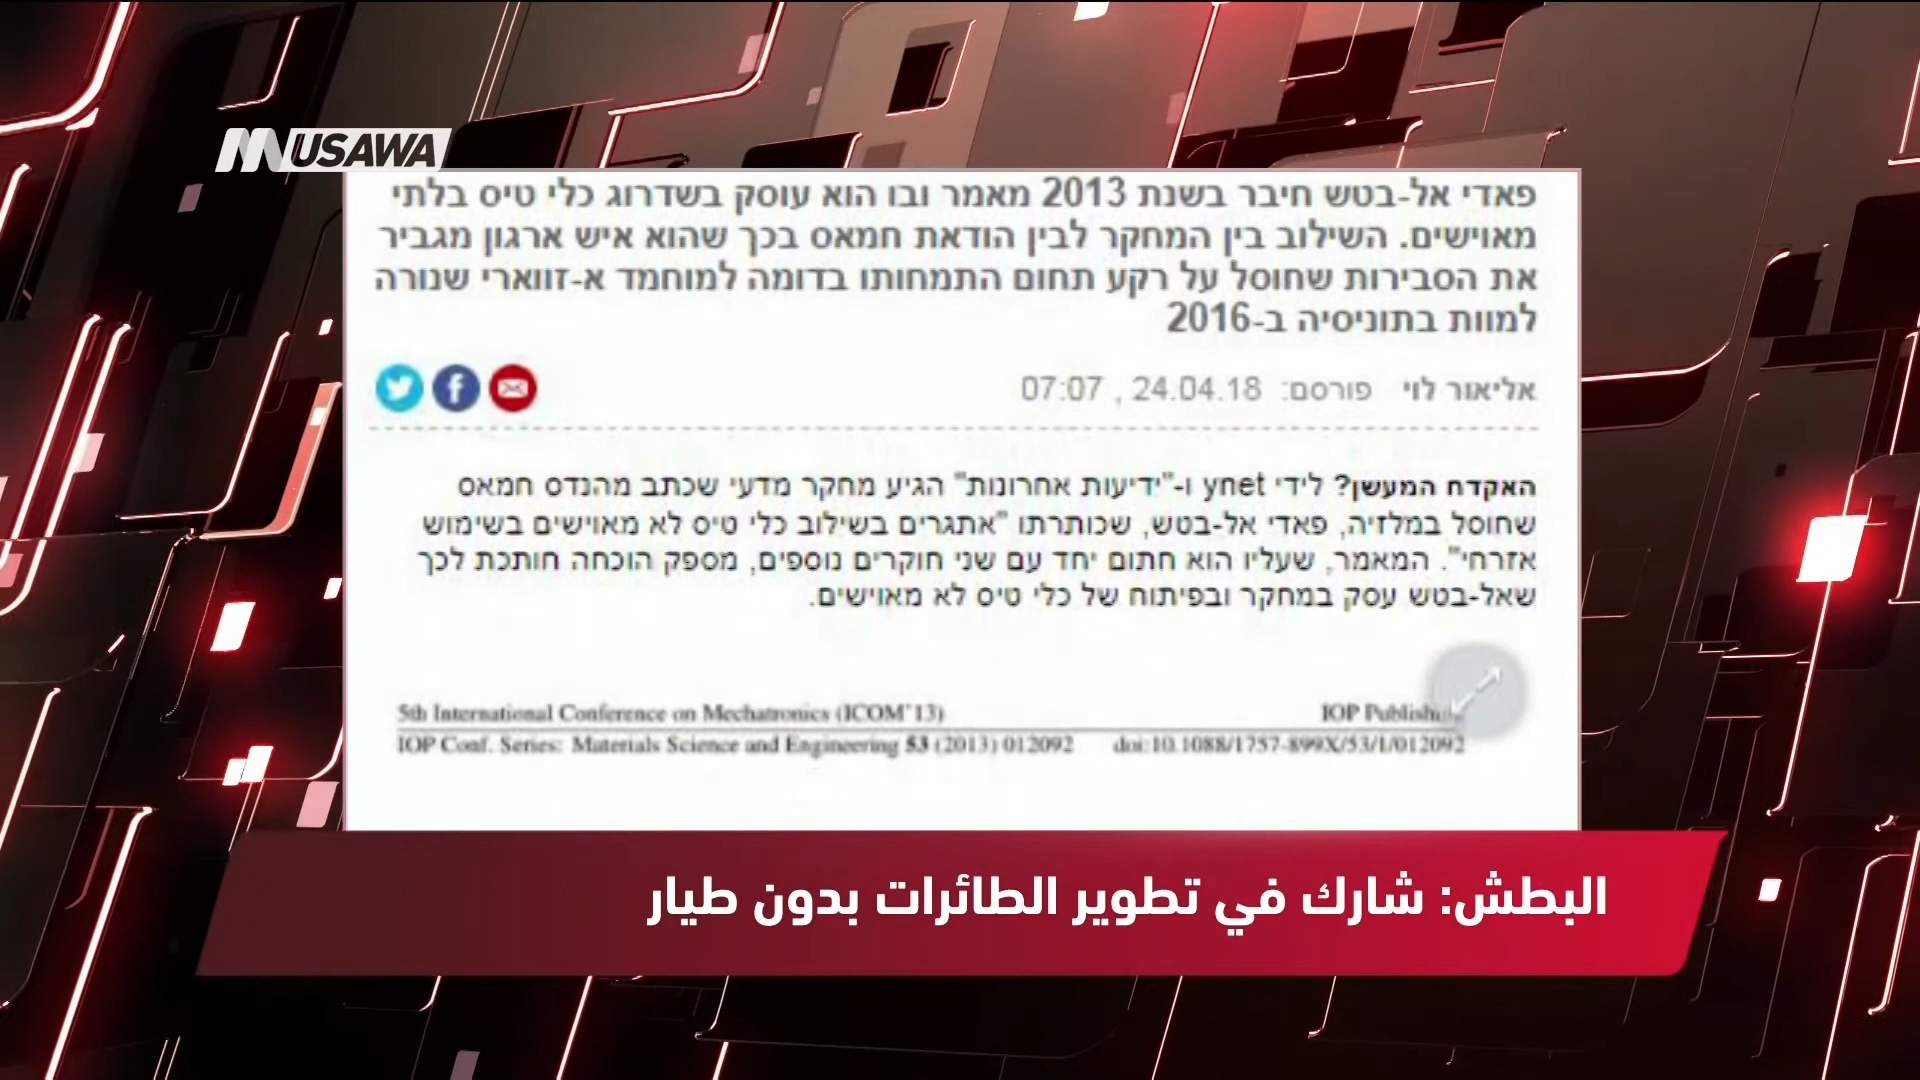 MUSAWA
פאדי אל-בטש חיבר בשנת 2013 מאמר ובו הוא עוסק בשדרוג כלי טיס בלתי
מאוישים. השילוב בין המחקר לבין הודאת חמאס בכך שהוא איש ארגון מגביר
את הסבירות שחוסל על רקע תחום התמחותו בדומה למוחמד א-זווארי שנורה
למוות בתוניסיה ב-2016
אליאור לוי פורסם: 24.04.18 , 07:07
האקדח המעשן? לידי ynet ו-"ידיעות אחרונות" הגיע מחקר מדעי שכתב מהנדס חמאס
שחוסל במלזיה, פאדי אל-בטש, שכותרתו "אתגרים בשילוב כלי טיס לא מאוישים בשימוש
אזרחי". המאמר, שעליו הוא חתום יחד עם שני חוקרים נוספים, מספק הוכחה חותכת לכך
שאל-בטש עסק במחקר ובפיתוח של כלי טיס לא מאוישים.
5th International Conference on Mechatronics (ICOM'13) IOP
IOP Conf. Series: Materials Science and Engineering 53 (2013) 012092 doi:10.1088/1757-899X/53/1/012092
البطش: شارك في تطوير الطائرات بدون طيار